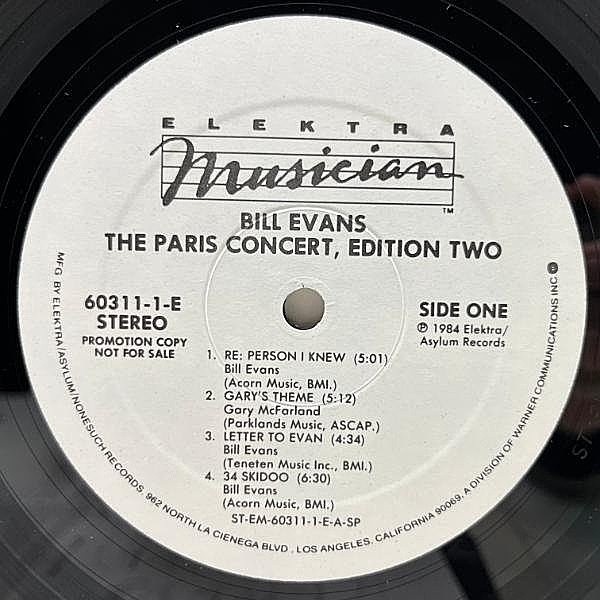 ELEKTRA
Musician™
BILL EVANS
THE PARIS CONCERT, EDITION TWO
60311-1-E
STEREO
PROMOTION COPY
NOT FOR SALE
SIDE ONE
℗ 1984 Elektra/
Asylum Records
1. RE: PERSON I KNEW (5:01)
Bill Evans
(Acorn Music, BMI.)
2. GARY'S THEME (5:12)
Gary McFarland
(Parklands Music, ASCAP.)
3. LETTER TO EVAN (4:34)
Bill Evans
(Teneten Music Inc., BMI.)
4. 34 SKIDOO (6:30)
Bill Evans
(Acorn Music, BMI.)
ST-EM-60311-1-E-A-SP
MFG BY ELEKTRA/ASYLUM/NONESUCH RECORDS. 962 NORTH LA CIENEGA BLVD., LOS ANGELES, CALIFORNIA 90069, A DIVISION OF WARNER COMMUNICATIONS INC